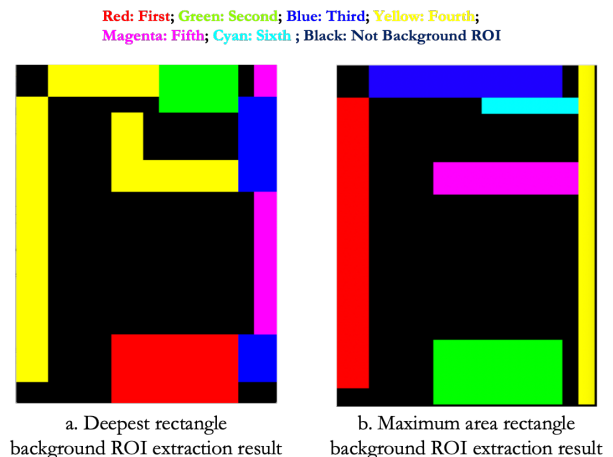 Red: First; Green: Second; Blue: Third; Yellow: Fourth;
Magenta: Fifth; Cyan: Sixth ; Black: Not Background ROI
a. Deepest rectangle
background ROI extraction result
b. Maximum area rectangle
background ROI extraction result